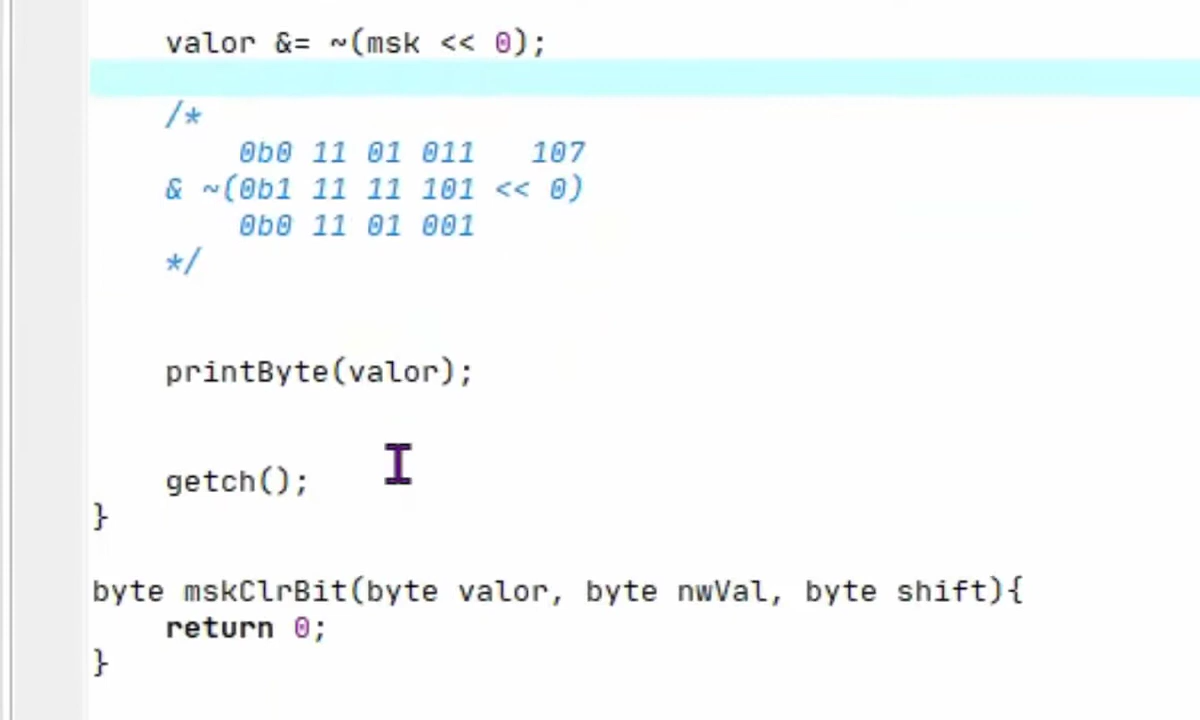 valor &= ~(msk << 0);
/*
0b0 11 01 011   107
& ~(0b1 11 11 101 << 0)
0b0 11 01 001
*/
printByte(valor);
getch();
}
byte mskClrBit(byte valor, byte nwVal, byte shift){
return 0;
}